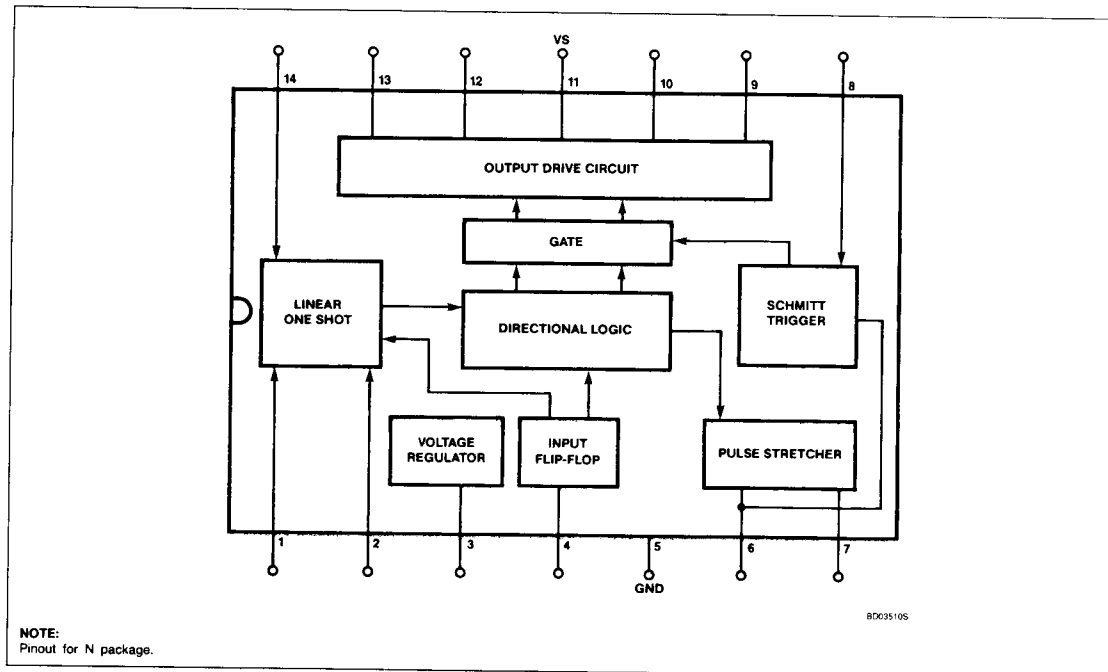 VS
14
13
12
11
10
9
8
OUTPUT DRIVE CIRCUIT
GATE
LINEAR
ONE SHOT
DIRECTIONAL LOGIC
SCHMITT
TRIGGER
VOLTAGE
REGULATOR
INPUT
FLIP-FLOP
PULSE STRETCHER
1
2
3
4
5
6
7
GND
BD03510S
NOTE:
Pinout for N package.